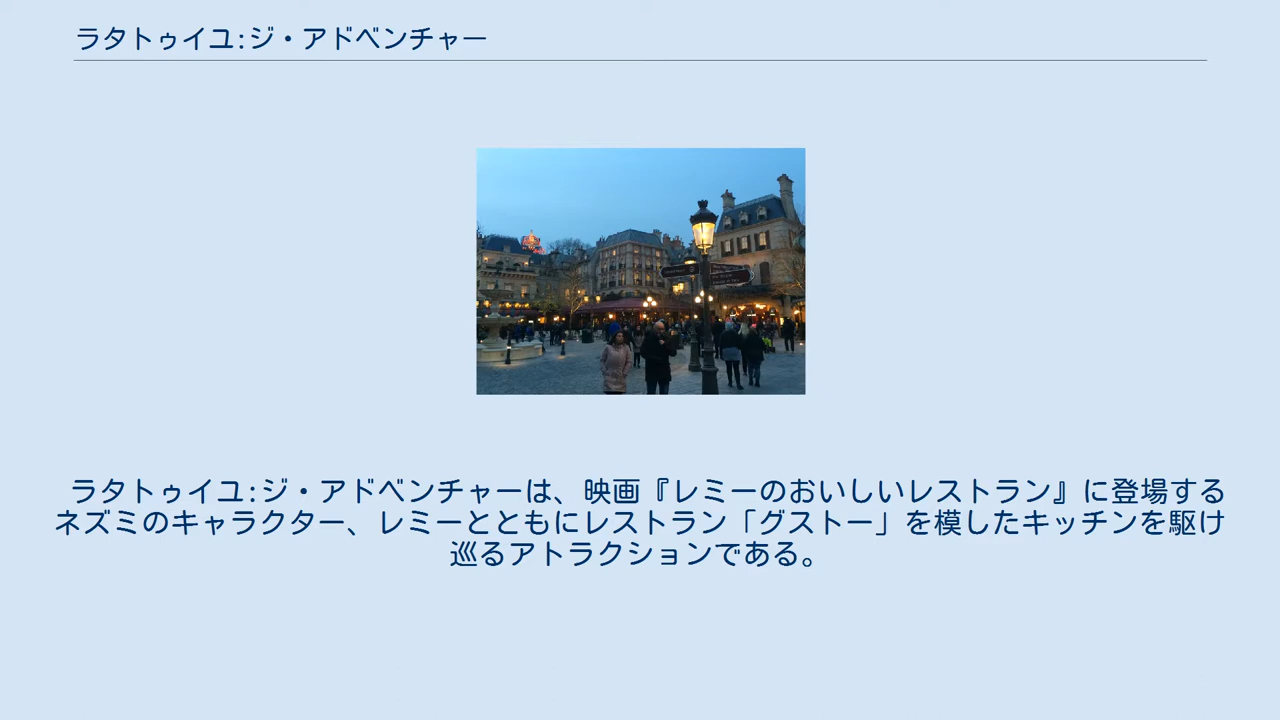 ラタトゥイユ:ジ・アドベンチャー
ラタトゥイユ:ジ・アドベンチャーは、映画『レミーのおいしいレストラン』に登場する
ネズミのキャラクター、レミーとともにレストラン「グストー」を模したキッチンを駆け
巡るアトラクションである。